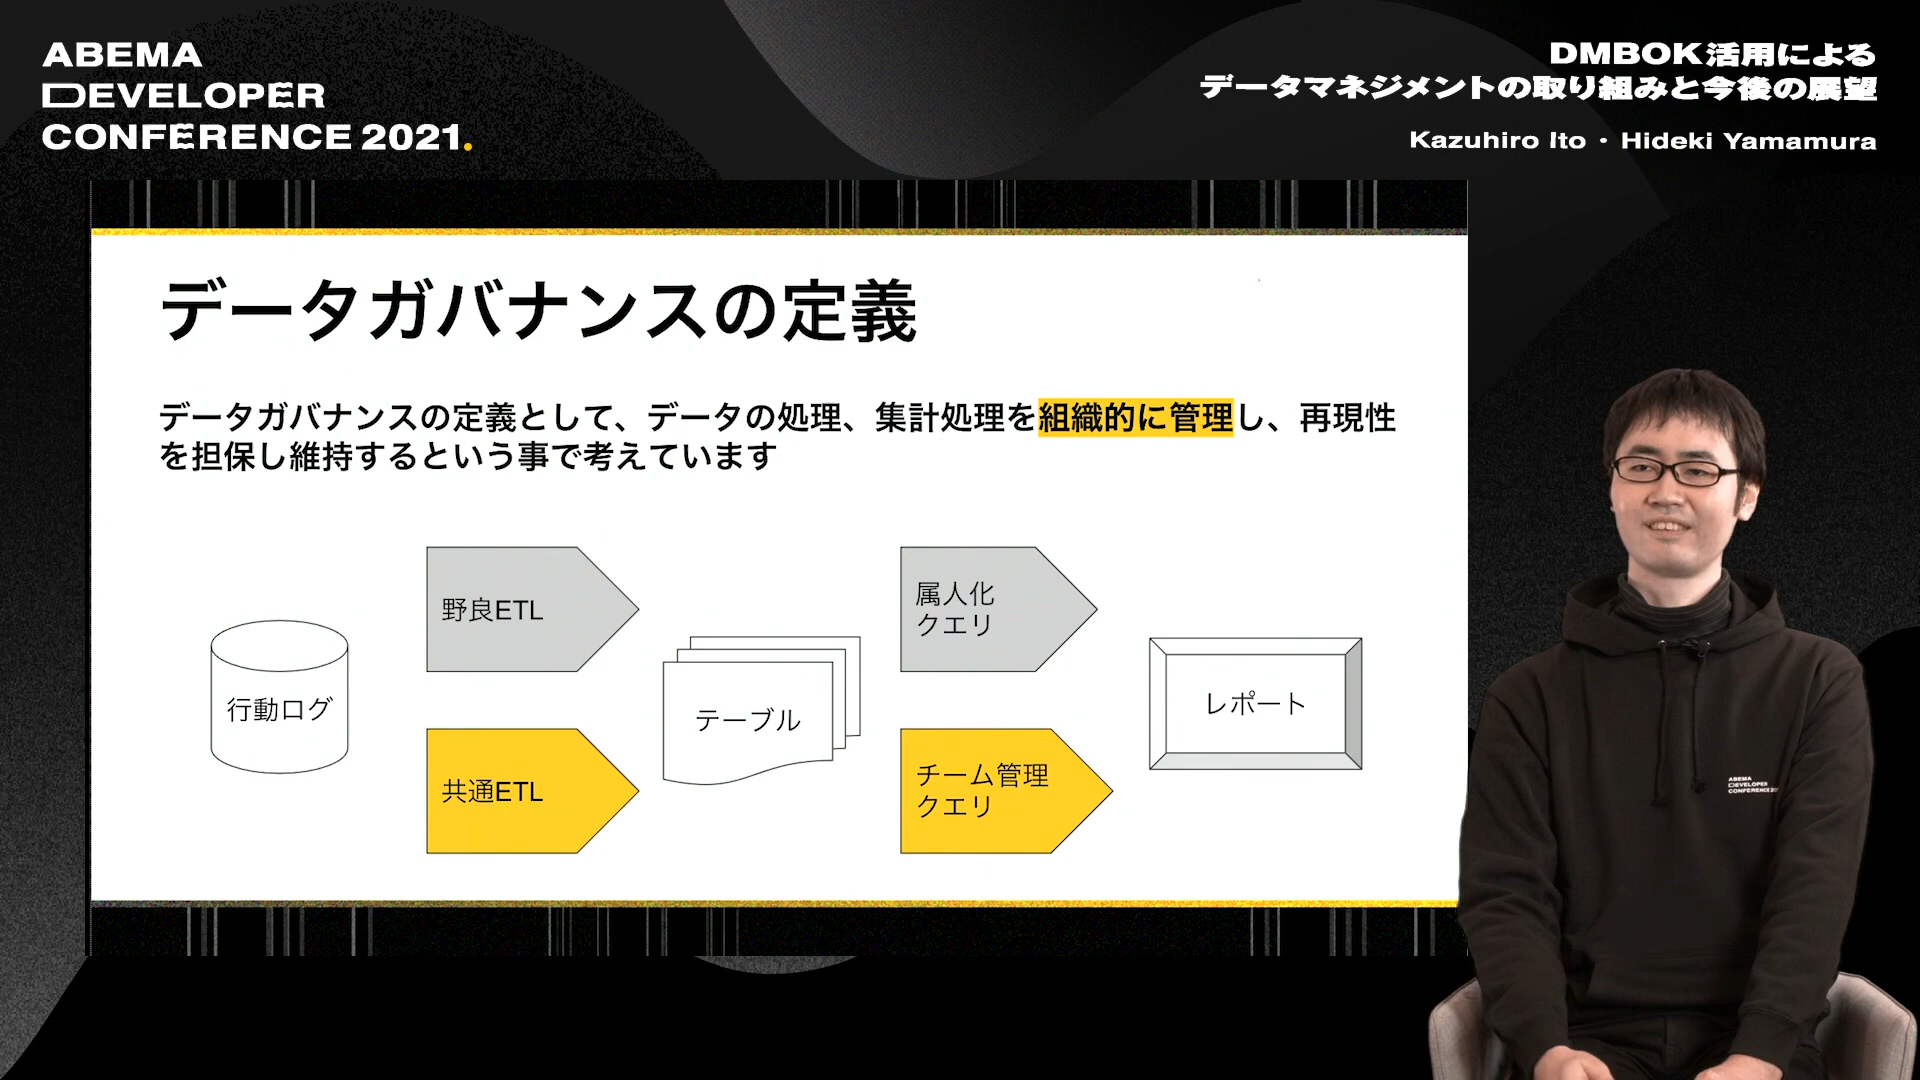 ABEMA
DEVELOPER
CONFERENCE 2021.
DMBOK活用による
データマネジメントの取り組みと今後の展望
Kazuhiro Ito・Hideki Yamamura
データガバナンスの定義
データガバナンスの定義として、データの処理、集計処理を組織的に管理し、再現性
を担保し維持するという事で考えています
野良ETL
属人化
クエリ
行動ログ
テーブル
レポート
共通ETL
チーム管理
クエリ
ABEMA
DEVELOPER
CONFERENCE